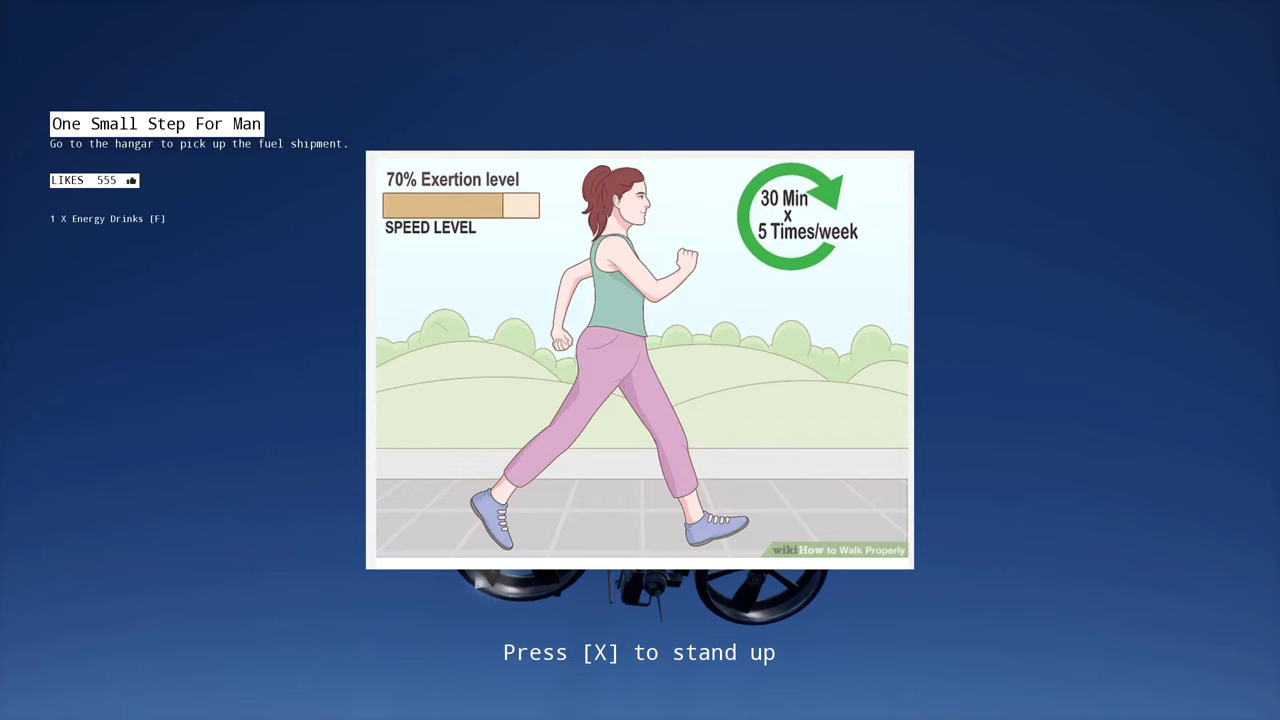 One Small Step For Man
Go to the hangar to pick up the fuel shipment.
LIKES 555
1 X Energy Drinks [F]
70% Exertion level
SPEED LEVEL
30 Min
x
5 Times/week
wikiHow to Walk Properly
Press [X] to stand up